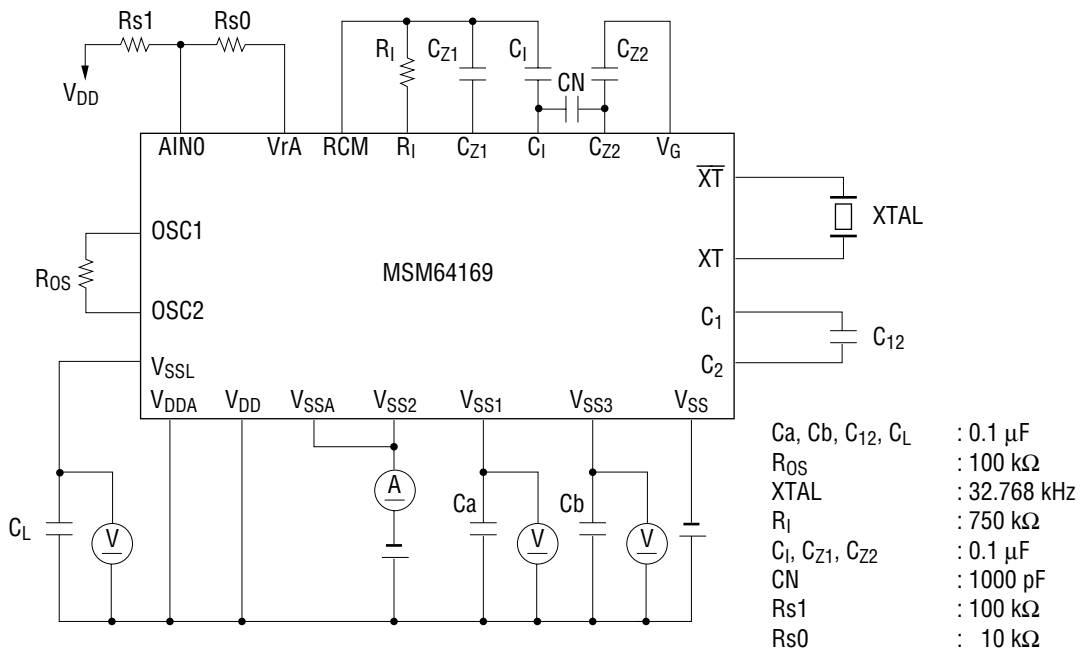 Rs1 Rs0
V_DD
R_I C_Z1 C_I C_Z2
CN
AIN0 VrA RCM R_I C_Z1 C_I C_Z2 V_G
X̅T̅
XTAL
OSC1
XT
R_OS
MSM64169
OSC2
C_1
C_12
C_2
V_SSL
V_DDA V_DD V_SSA V_SS2 V_SS1 V_SS3 V_SS
A
Ca Cb
C_L
V V V
Ca, Cb, C_12, C_L : 0.1 µF
R_OS : 100 kΩ
XTAL : 32.768 kHz
R_I : 750 kΩ
C_I, C_Z1, C_Z2 : 0.1 µF
CN : 1000 pF
Rs1 : 100 kΩ
Rs0 : 10 kΩ